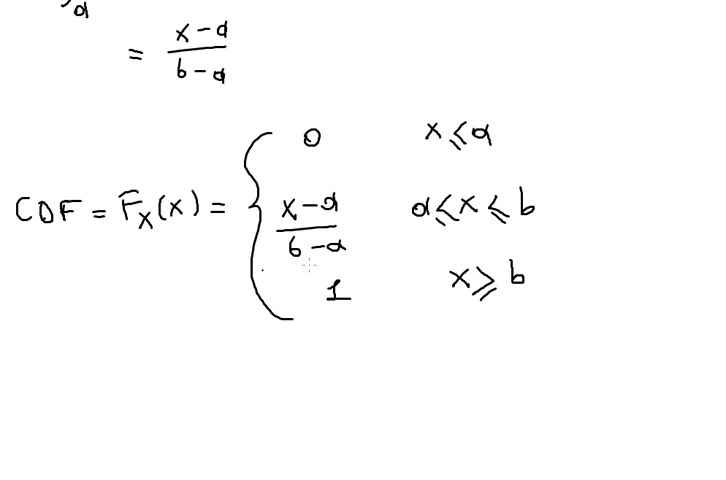 a
= x-a / b-a
0 x ≤ a
CDF = F_X(x) = { x-a / b-a a ≤ x ≤ b
1 x ≥ b